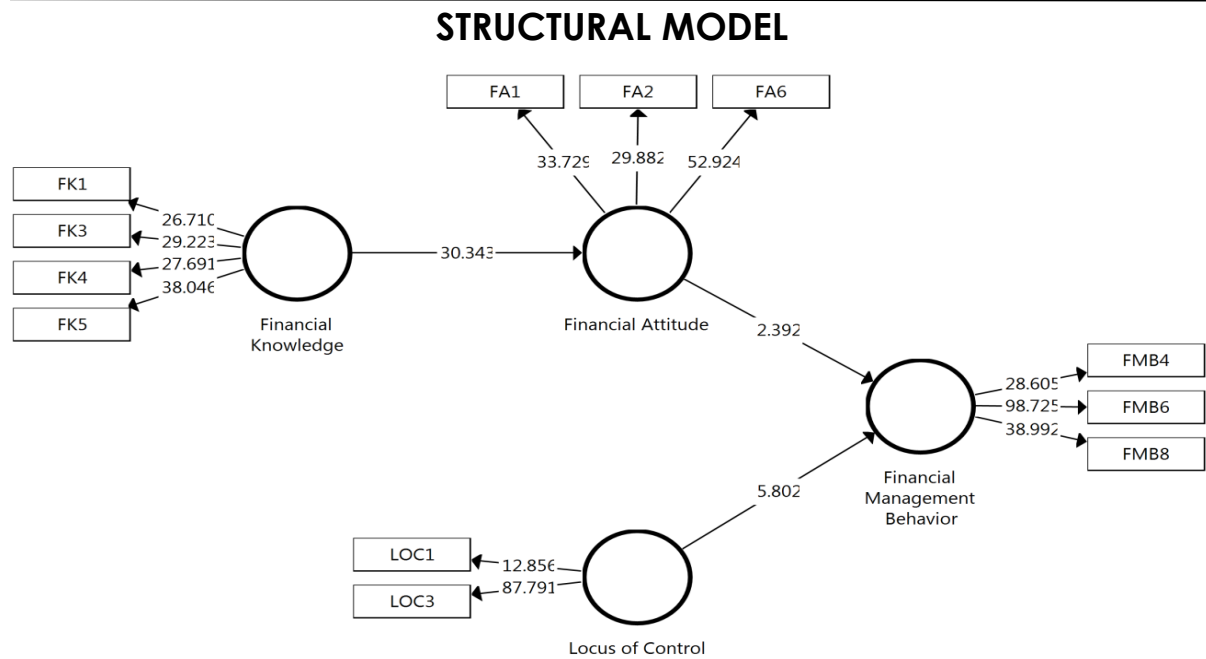 STRUCTURAL MODEL
FA1
FA2
FA6
33.729
29.882
52.924
FK1
FK3
FK4
FK5
26.710
29.223
27.691
38.046
30.343
Financial
Knowledge
Financial Attitude
2.392
FMB4
FMB6
FMB8
28.605
98.725
38.992
Financial
Management
Behavior
5.802
LOC1
LOC3
12.856
87.791
Locus of Control